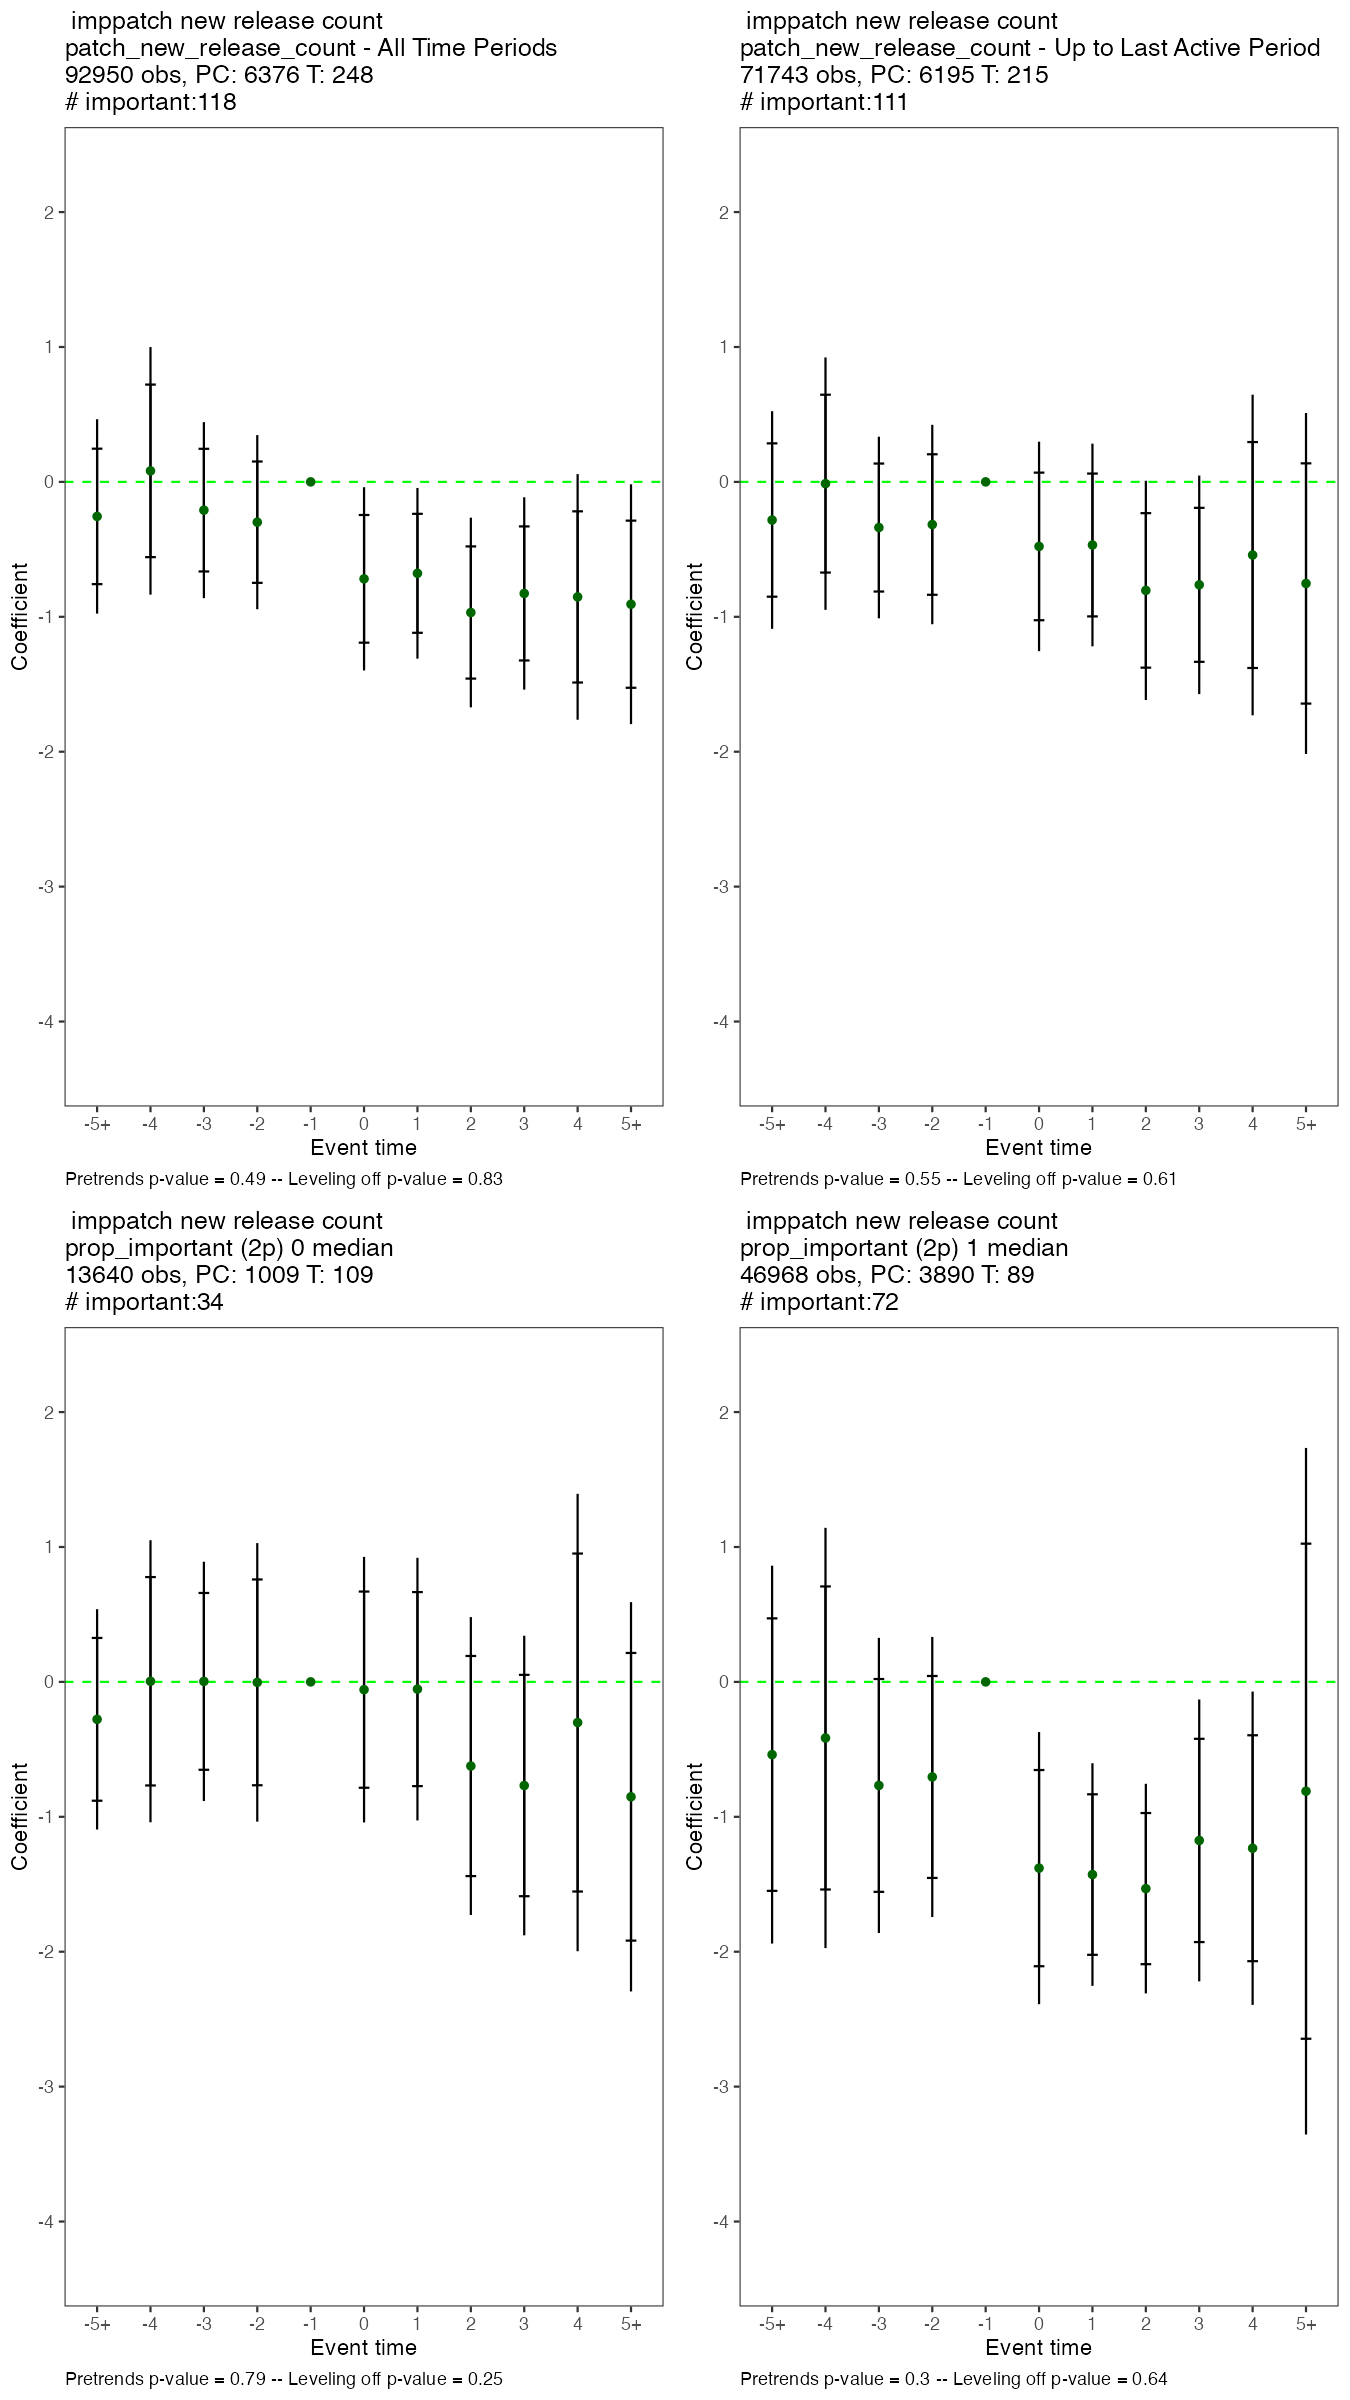 imppatch new release count
patch_new_release_count - All Time Periods
92950 obs, PC: 6376 T: 248
# important:118
2
1
0
-1
-2
-3
-4
Coefficient
-5+ -4 -3 -2 -1 0 1 2 3 4 5+
Event time
Pretrends p-value = 0.49 -- Leveling off p-value = 0.83
imppatch new release count
patch_new_release_count - Up to Last Active Period
71743 obs, PC: 6195 T: 215
# important:111
2
1
0
-1
-2
-3
-4
Coefficient
-5+ -4 -3 -2 -1 0 1 2 3 4 5+
Event time
Pretrends p-value = 0.55 -- Leveling off p-value = 0.61
imppatch new release count
prop_important (2p) 0 median
13640 obs, PC: 1009 T: 109
# important:34
2
1
0
-1
-2
-3
-4
Coefficient
-5+ -4 -3 -2 -1 0 1 2 3 4 5+
Event time
Pretrends p-value = 0.79 -- Leveling off p-value = 0.25
imppatch new release count
prop_important (2p) 1 median
46968 obs, PC: 3890 T: 89
# important:72
2
1
0
-1
-2
-3
-4
Coefficient
-5+ -4 -3 -2 -1 0 1 2 3 4 5+
Event time
Pretrends p-value = 0.3 -- Leveling off p-value = 0.64